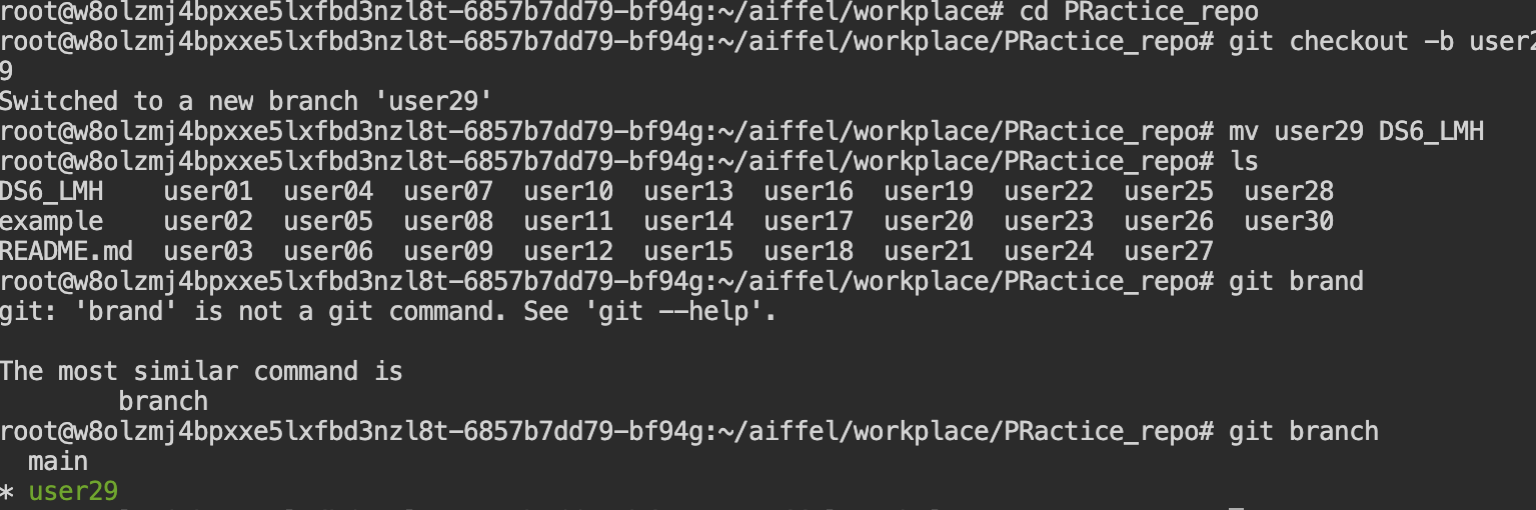 root@w8olzmj4bpxxe5lxfbd3nzl8t-6857b7dd79-bf94g:~/aiffel/workplace# cd PRactice_repo
root@w8olzmj4bpxxe5lxfbd3nzl8t-6857b7dd79-bf94g:~/aiffel/workplace/PRactice_repo# git checkout -b user2
9
Switched to a new branch 'user29'
root@w8olzmj4bpxxe5lxfbd3nzl8t-6857b7dd79-bf94g:~/aiffel/workplace/PRactice_repo# mv user29 DS6_LMH
root@w8olzmj4bpxxe5lxfbd3nzl8t-6857b7dd79-bf94g:~/aiffel/workplace/PRactice_repo# ls
DS6_LMH    user01  user04  user07  user10  user13  user16  user19  user22  user25  user28
example    user02  user05  user08  user11  user14  user17  user20  user23  user26  user30
README.md  user03  user06  user09  user12  user15  user18  user21  user24  user27
root@w8olzmj4bpxxe5lxfbd3nzl8t-6857b7dd79-bf94g:~/aiffel/workplace/PRactice_repo# git brand
git: 'brand' is not a git command. See 'git --help'.

The most similar command is
        branch
root@w8olzmj4bpxxe5lxfbd3nzl8t-6857b7dd79-bf94g:~/aiffel/workplace/PRactice_repo# git branch
  main
* user29